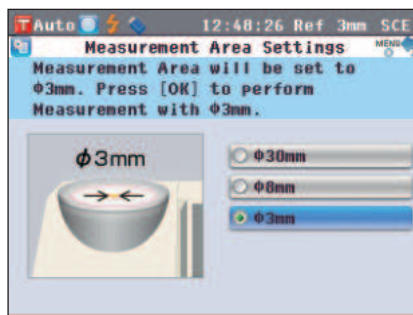 Auto 12:48:26 Ref 3mm SCE
Measurement Area Settings MENU
Measurement Area will be set to
Φ3mm. Press [OK] to perform
Measurement with Φ3mm.
ϕ3mm
Φ30mm
Φ8mm
Φ3mm